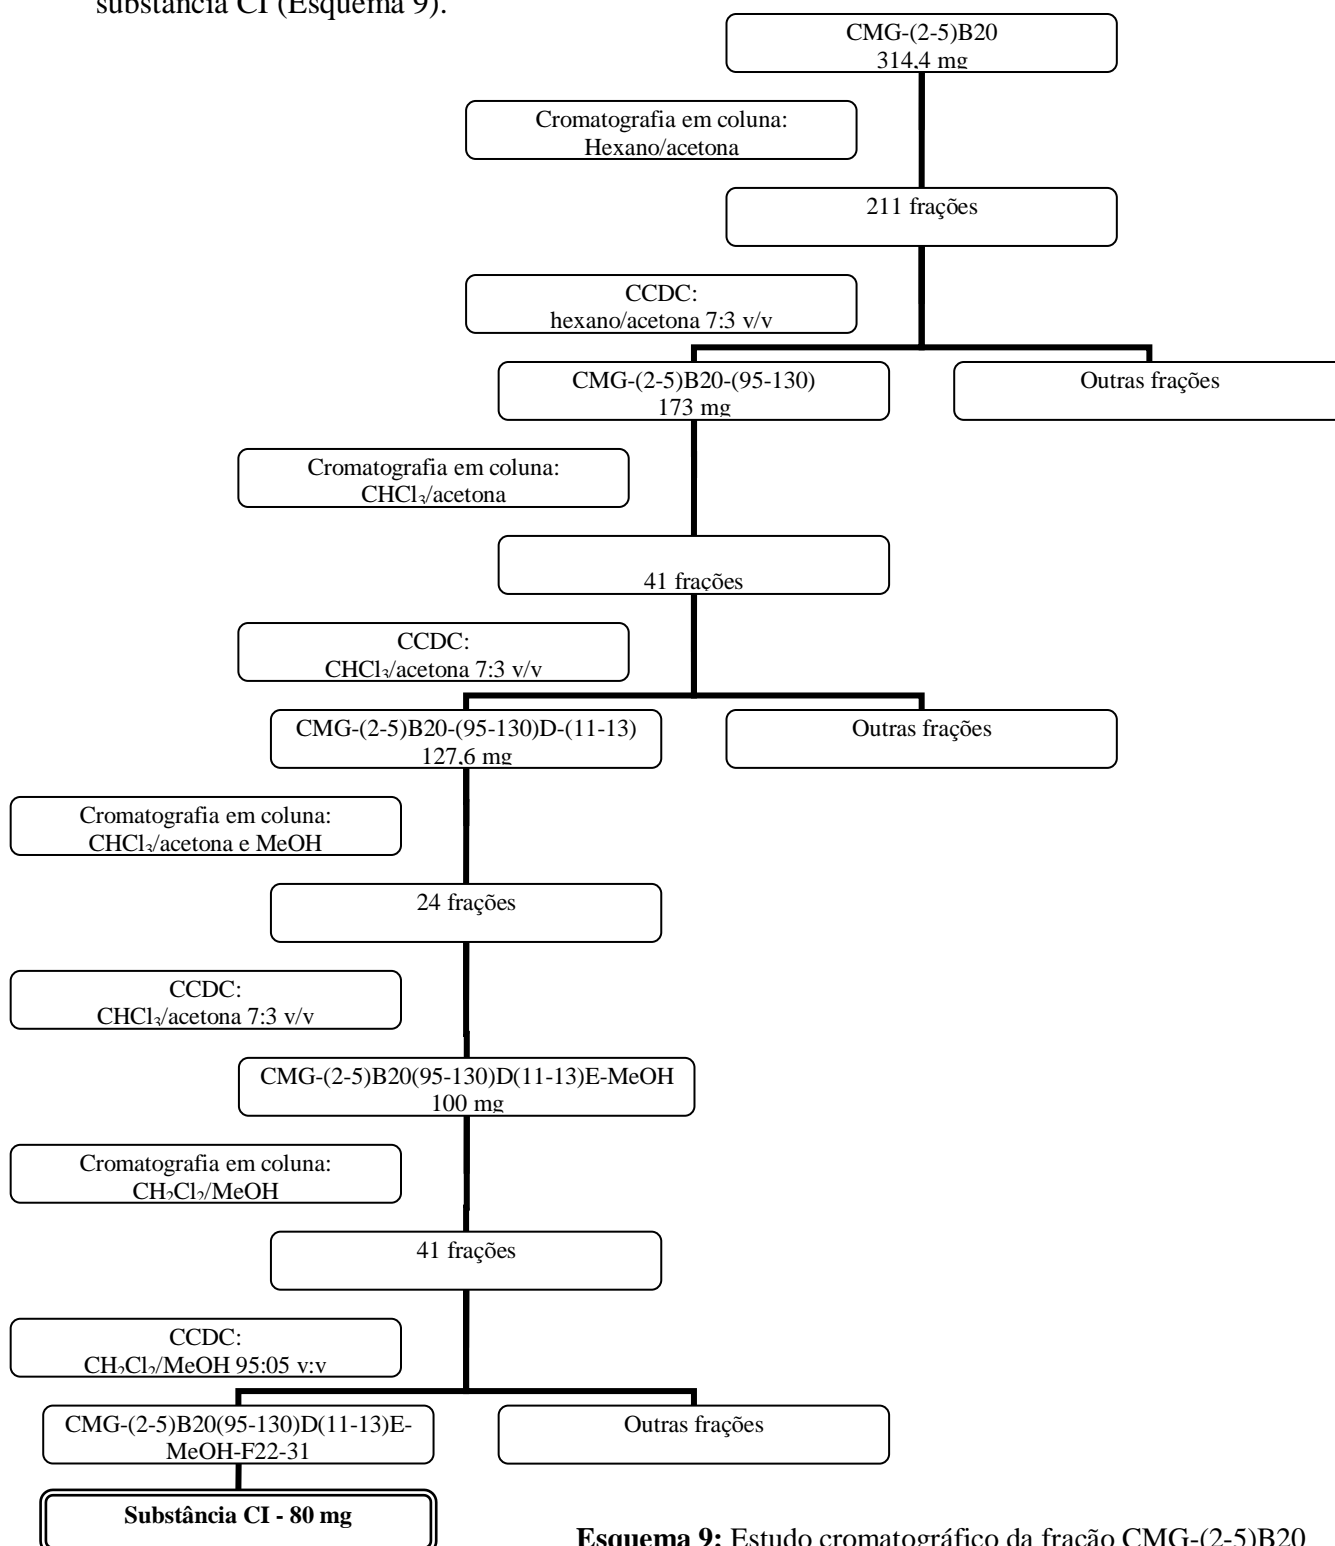 substância CI (Esquema 9).
CMG-(2-5)B20
314,4 mg
Cromatografia em coluna:
Hexano/acetona
211 frações
CCDC:
hexano/acetona 7:3 v/v
CMG-(2-5)B20-(95-130)
173 mg
Outras frações
Cromatografia em coluna:
CHCl₃/acetona
41 frações
CCDC:
CHCl₃/acetona 7:3 v/v
CMG-(2-5)B20-(95-130)D-(11-13)
127,6 mg
Outras frações
Cromatografia em coluna:
CHCl₃/acetona e MeOH
24 frações
CCDC:
CHCl₃/acetona 7:3 v/v
CMG-(2-5)B20(95-130)D(11-13)E-MeOH
100 mg
Cromatografia em coluna:
CH₂Cl₂/MeOH
41 frações
CCDC:
CH₂Cl₂/MeOH 95:05 v:v
CMG-(2-5)B20(95-130)D(11-13)E-
MeOH-F22-31
Outras frações
Substância CI - 80 mg
Esquema 9: Estudo cromatográfico da fração CMG-(2-5)B20